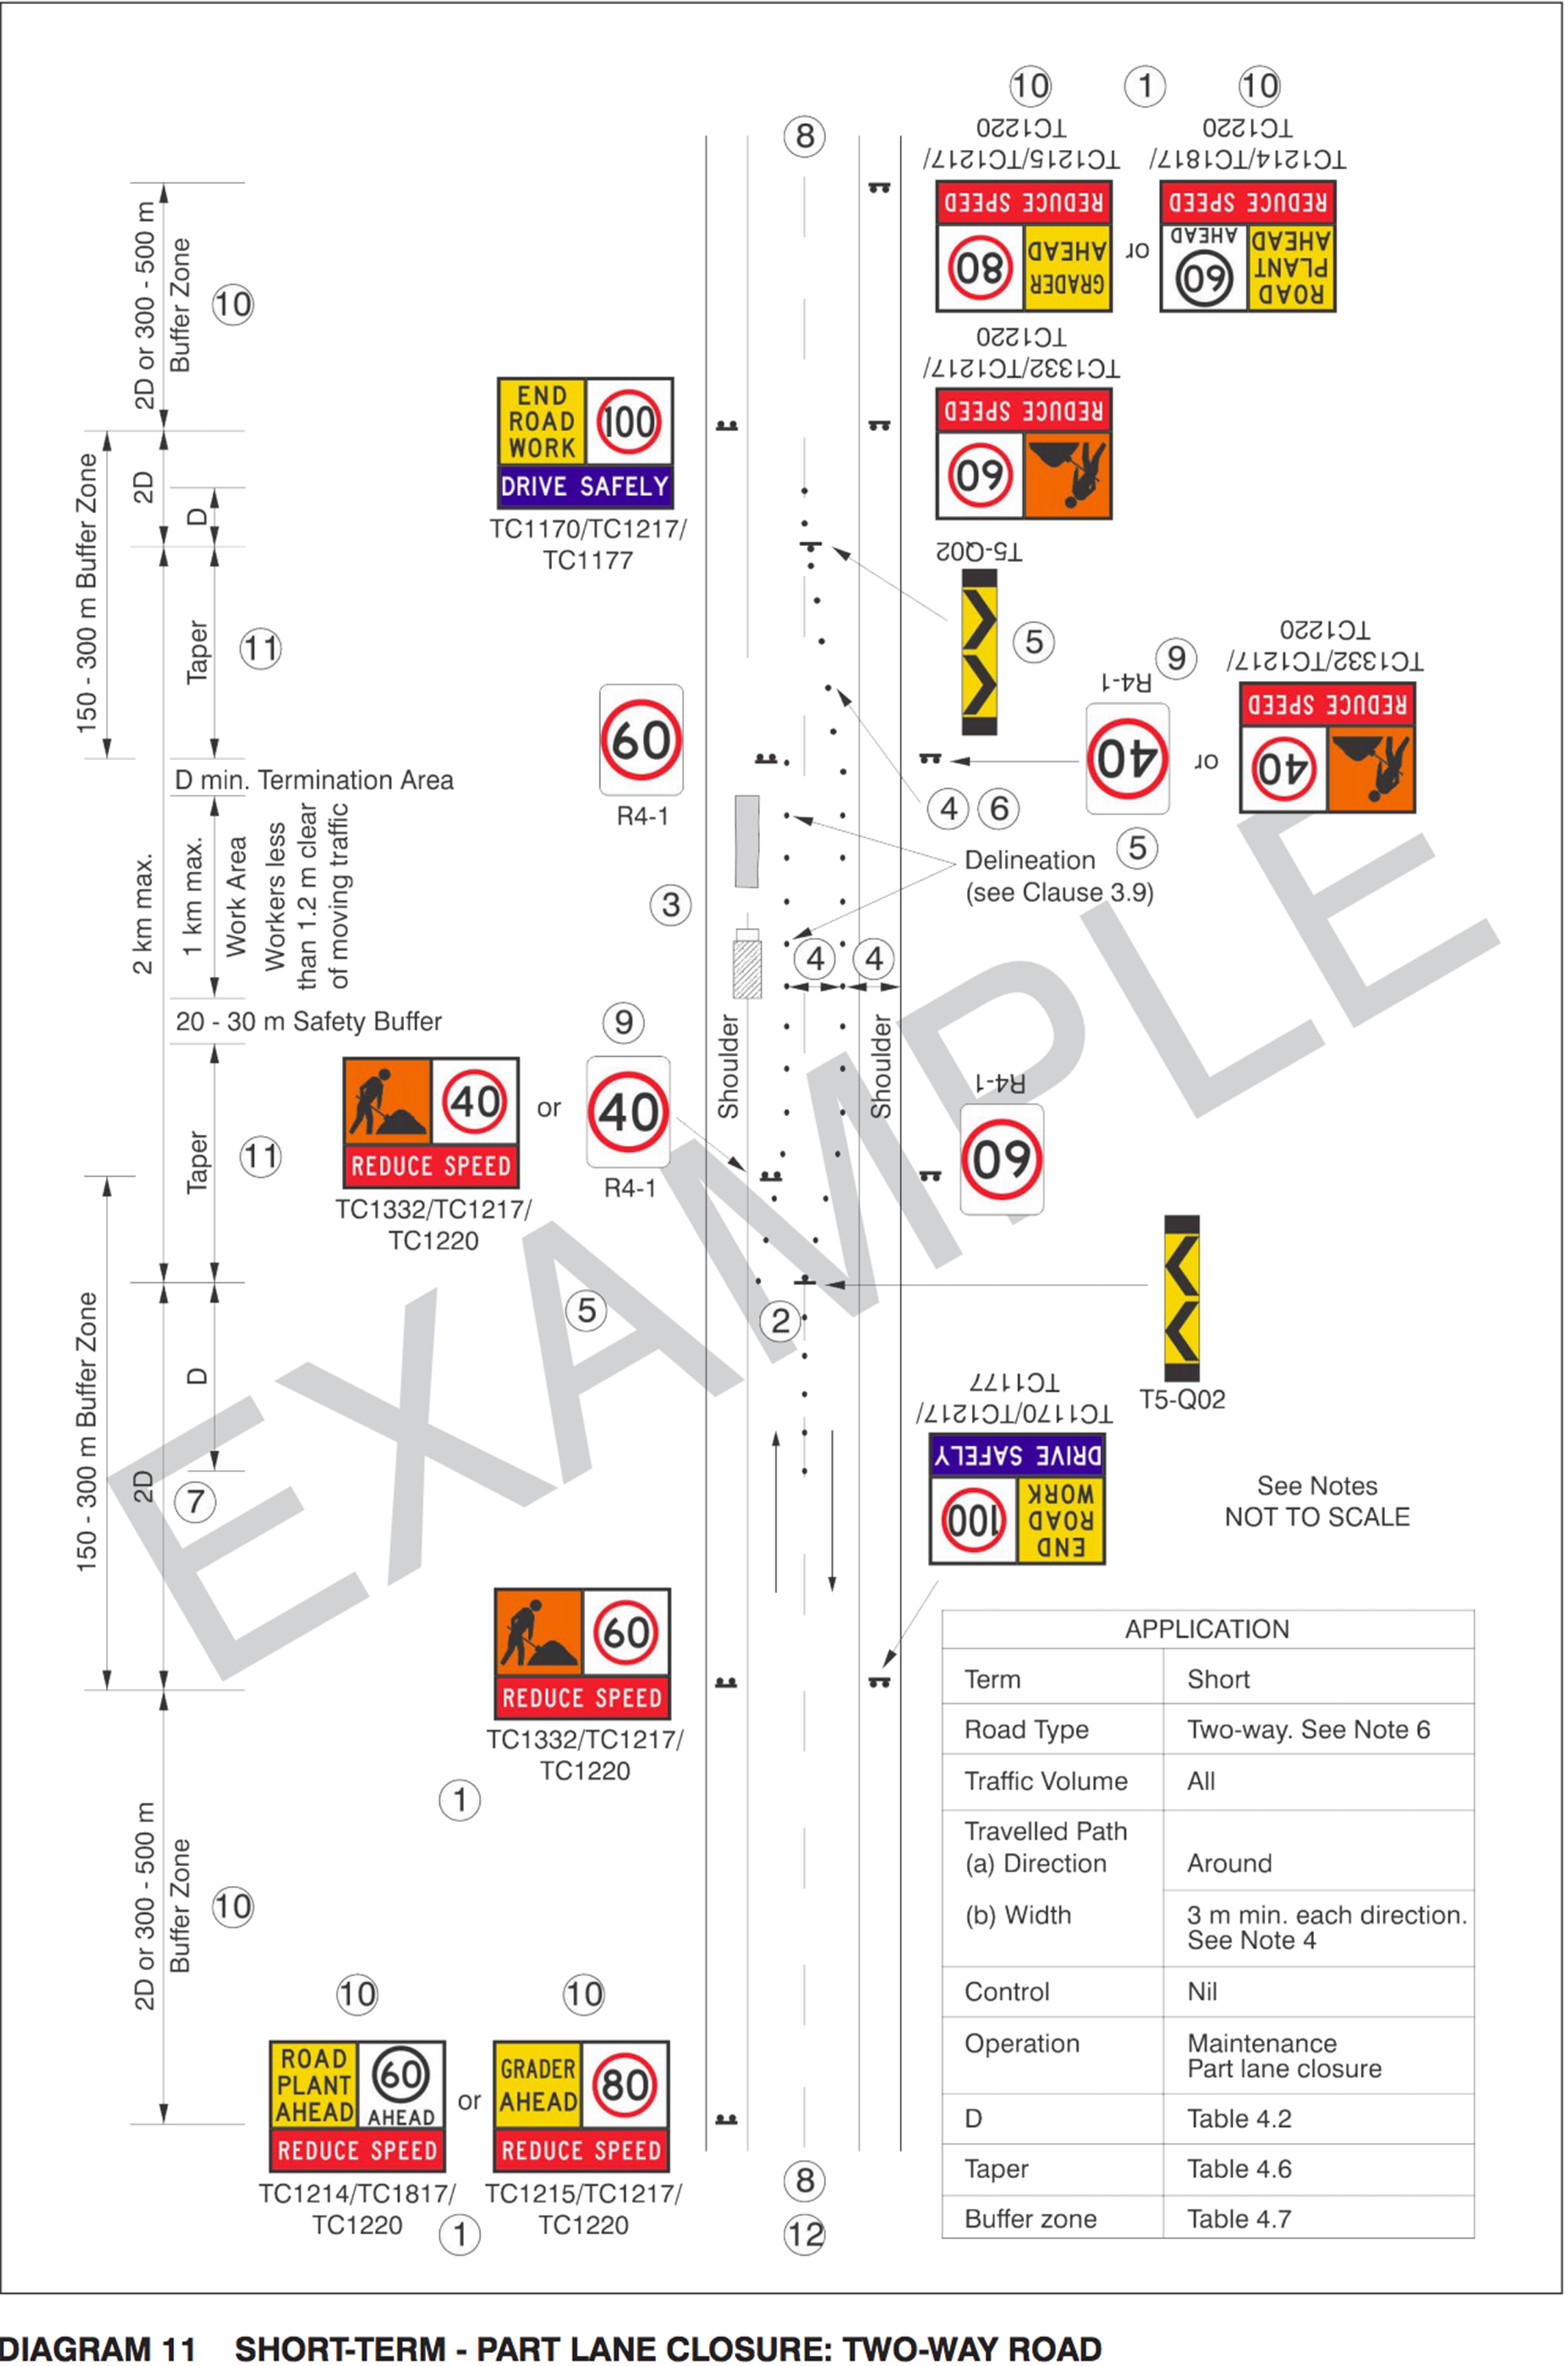 10
1
10
TC1215/TC1217/
TC1220
TC1214/TC1817/
TC1220
8
REDUCE SPEED
80
GRADER
AHEAD
or
REDUCE SPEED
60
AHEAD
ROAD
PLANT
AHEAD
2D or 300 - 500 m
Buffer Zone
10
TC1332/TC1217/
TC1220
REDUCE SPEED
60
END
ROAD
WORK
100
DRIVE SAFELY
TC1170/TC1217/
TC1177
150 - 300 m Buffer Zone
2D
D
T5-Q02
5
Taper
11
TC1332/TC1217/
TC1220
9
R4-1
40
or
REDUCE SPEED
40
60
R4-1
4
6
5
D min. Termination Area
2 km max.
1 km max.
Work Area
Workers less
than 1.2 m clear
of moving traffic
3
Delineation
(see Clause 3.9)
4
4
20 - 30 m Safety Buffer
9
Shoulder
Shoulder
40
REDUCE SPEED
or
40
R4-1
TC1332/TC1217/
TC1220
R4-1
60
Taper
11
EXAMPLE
5
2
T5-Q02
150 - 300 m Buffer Zone
2D
D
7
TC1170/TC1217/
TC1177
DRIVE SAFELY
100
END
ROAD
WORK
See Notes
NOT TO SCALE
60
REDUCE SPEED
TC1332/TC1217/
TC1220
1
2D or 300 - 500 m
Buffer Zone
10
10
10
ROAD
PLANT
AHEAD
60
AHEAD
REDUCE SPEED
or
GRADER
AHEAD
80
REDUCE SPEED
TC1214/TC1817/
TC1220
TC1215/TC1217/
TC1220
1
8
12
APPLICATION
Term Short
Road Type Two-way. See Note 6
Traffic Volume All
Travelled Path
(a) Direction Around
(b) Width 3 m min. each direction.
See Note 4
Control Nil
Operation Maintenance
Part lane closure
D Table 4.2
Taper Table 4.6
Buffer zone Table 4.7
DIAGRAM 11 SHORT-TERM - PART LANE CLOSURE: TWO-WAY ROAD